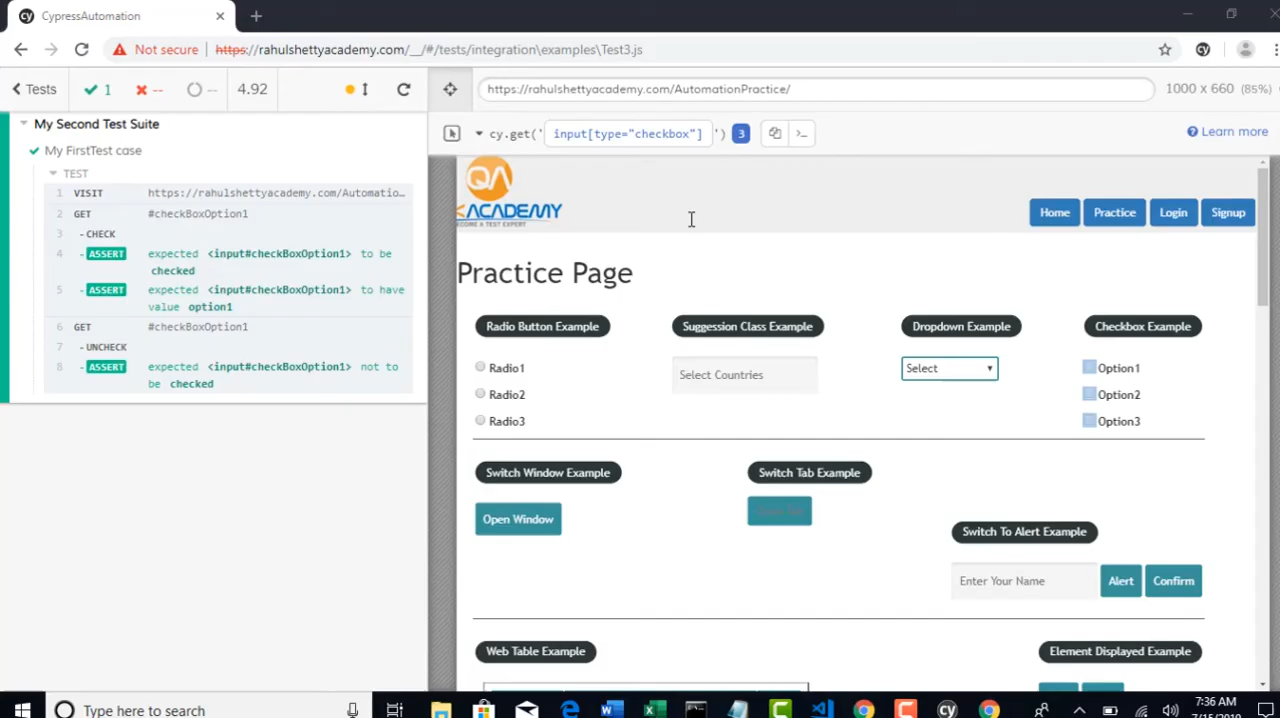 CypressAutomation
Not secure
https://rahulshettyacademy.com/__/#/tests/integration\examples\Test3.js
Tests
1
--
--
4.92
https://rahulshettyacademy.com/AutomationPractice/
1000 x 660 (85%)
cy.get('
input[type="checkbox"]
')
3
Learn more
My Second Test Suite
My FirstTest case
TEST
1 VISIT https://rahulshettyacademy.com/Automatio...
2 GET #checkBoxOption1
3 - CHECK
4 - ASSERT expected <input#checkBoxOption1> to be
checked
5 - ASSERT expected <input#checkBoxOption1> to have
value option1
6 GET #checkBoxOption1
7 - UNCHECK
8 - ASSERT expected <input#checkBoxOption1> not to
be checked
QA
ACADEMY
Home
Practice
Login
Signup
Practice Page
Radio Button Example
Suggession Class Example
Dropdown Example
Checkbox Example
Radio1
Radio2
Radio3
Select Countries
Select
Option1
Option2
Option3
Switch Window Example
Switch Tab Example
Open Window
Switch To Alert Example
Enter Your Name
Alert
Confirm
Web Table Example
Element Displayed Example
Type here to search
7:36 AM